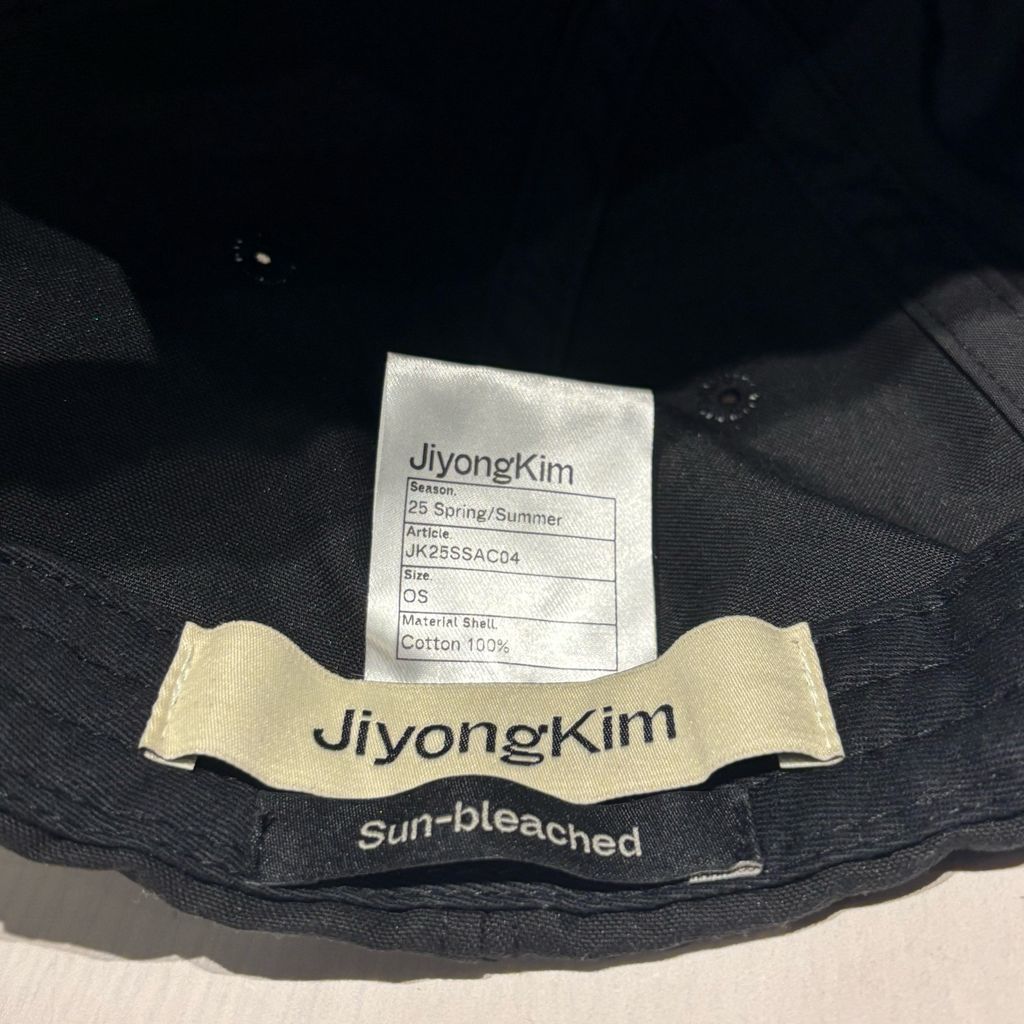 JiyongKim
Season.
25 Spring/Summer
Article.
JK25SSAC04
Size.
OS
Material Shell.
Cotton 100%
JiyongKim
Sun-bleached